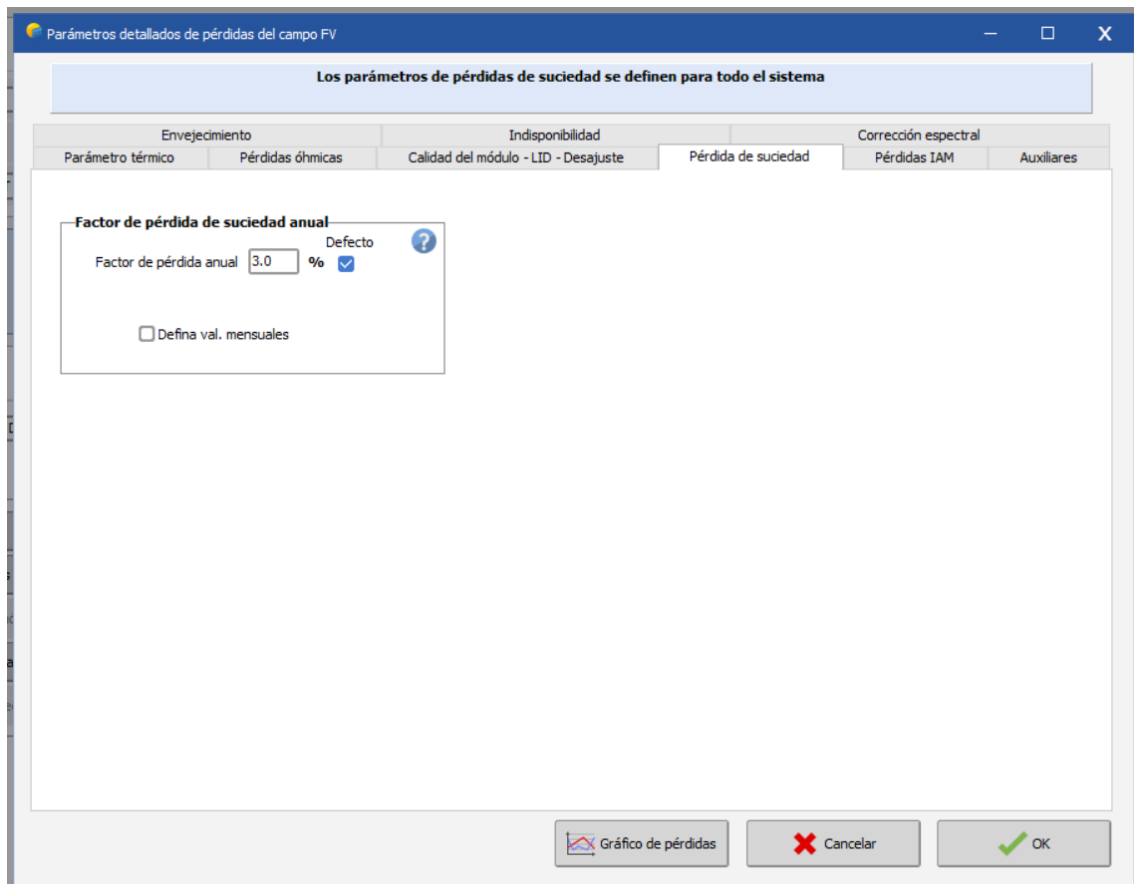 Parámetros detallados de pérdidas del campo FV
Los parámetros de pérdidas de suciedad se definen para todo el sistema
Envejecimiento Indisponibilidad Corrección espectral
Parámetro térmico Pérdidas óhmicas Calidad del módulo - LID - Desajuste Pérdida de suciedad Pérdidas IAM Auxiliares
Factor de pérdida de suciedad anual
Defecto
Factor de pérdida anual 3.0 %
Defina val. mensuales
Gráfico de pérdidas Cancelar OK